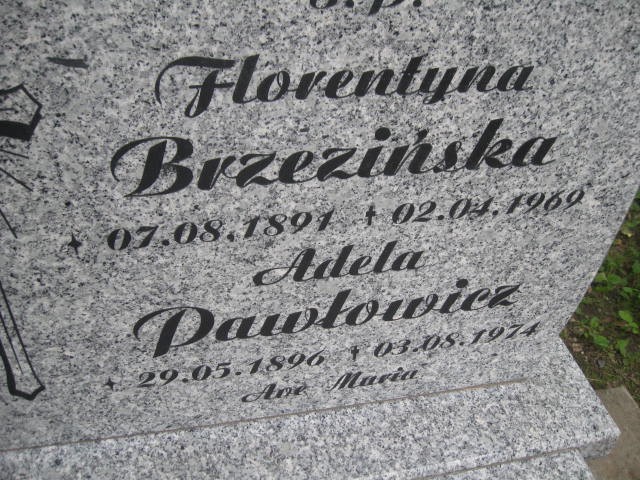 ś.p.
Florentyna
Brzezińska
07.08.1891 † 02.04.1969
Adela
Pawłowicz
29.05.1896 † 03.08.1974
Ave Maria